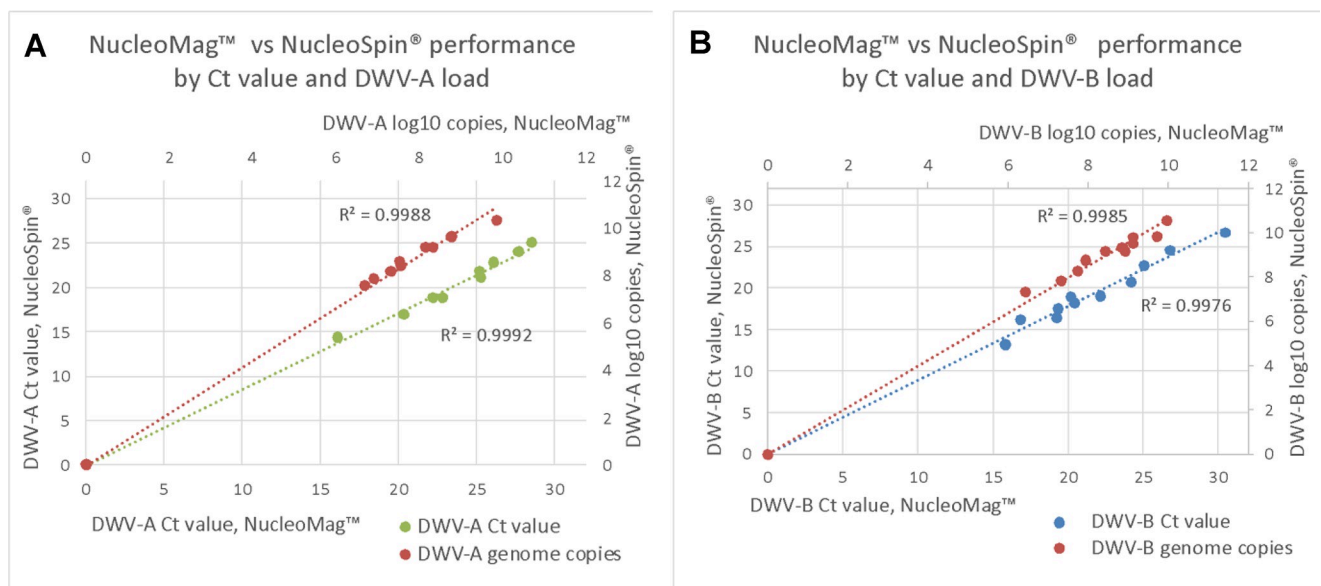 A
NucleoMag™ vs NucleoSpin® performance
by Ct value and DWV-A load
DWV-A log10 copies, NucleoMag™
0 2 4 6 8 10 12
DWV-A Ct value, NucleoSpin®
30
25
20
15
10
5
0
R² = 0.9988
R² = 0.9992
12
10
8
6
4
2
0
DWV-A log10 copies, NucleoSpin®
0 5 10 15 20 25 30
DWV-A Ct value, NucleoMag™
DWV-A Ct value
DWV-A genome copies
B
NucleoMag™ vs NucleoSpin® performance
by Ct value and DWV-B load
DWV-B log10 copies, NucleoMag™
0 2 4 6 8 10 12
DWV-B Ct value, NucleoSpin®
30
25
20
15
10
5
0
R² = 0.9985
R² = 0.9976
12
10
8
6
4
2
0
DWV-B log10 copies, NucleoSpin®
0 5 10 15 20 25 30
DWV-B Ct value, NucleoMag™
DWV-B Ct value
DWV-B genome copies